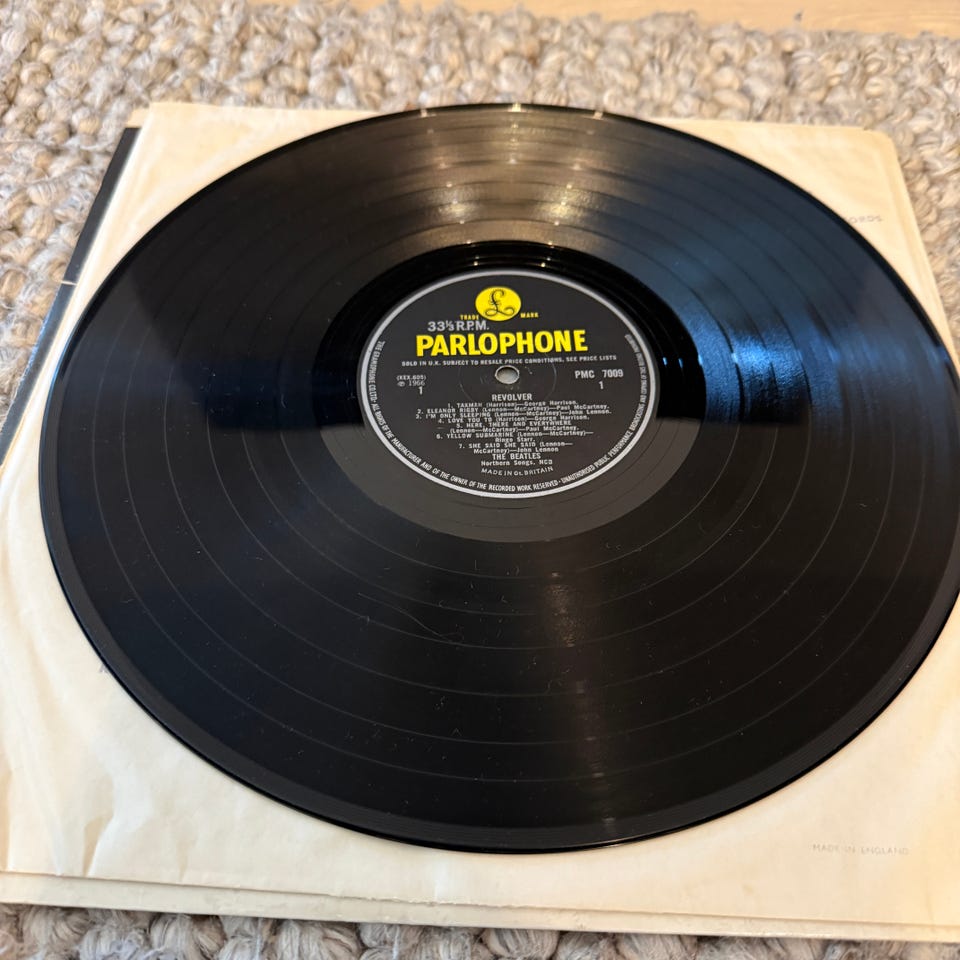 £
TRADE MARK
33⅓ R.P.M.
PARLOPHONE
SOLD IN U.K. SUBJECT TO RESALE PRICE CONDITIONS, SEE PRICE LISTS
(XEX.605) PMC 7009
℗ 1966
1 1
REVOLVER
1. TAXMAN (Harrison)—George Harrison.
2. ELEANOR RIGBY (Lennon—McCartney)—Paul McCartney.
3. I'M ONLY SLEEPING (Lennon—McCartney)—John Lennon.
4. LOVE YOU TO (Harrison)—George Harrison.
5. HERE, THERE AND EVERYWHERE
(Lennon—McCartney)—Paul McCartney.
6. YELLOW SUBMARINE (Lennon—McCartney)—
Ringo Starr.
7. SHE SAID SHE SAID (Lennon—
McCartney)—John Lennon
THE BEATLES
Northern Songs, NCB
MADE IN GT. BRITAIN
THE GRAMOPHONE CO. LTD. ALL RIGHTS OF THE MANUFACTURER AND OF THE OWNER OF THE RECORDED WORK RESERVED · UNAUTHORISED PUBLIC PERFORMANCE, BROADCASTING AND
MADE IN ENGLAND